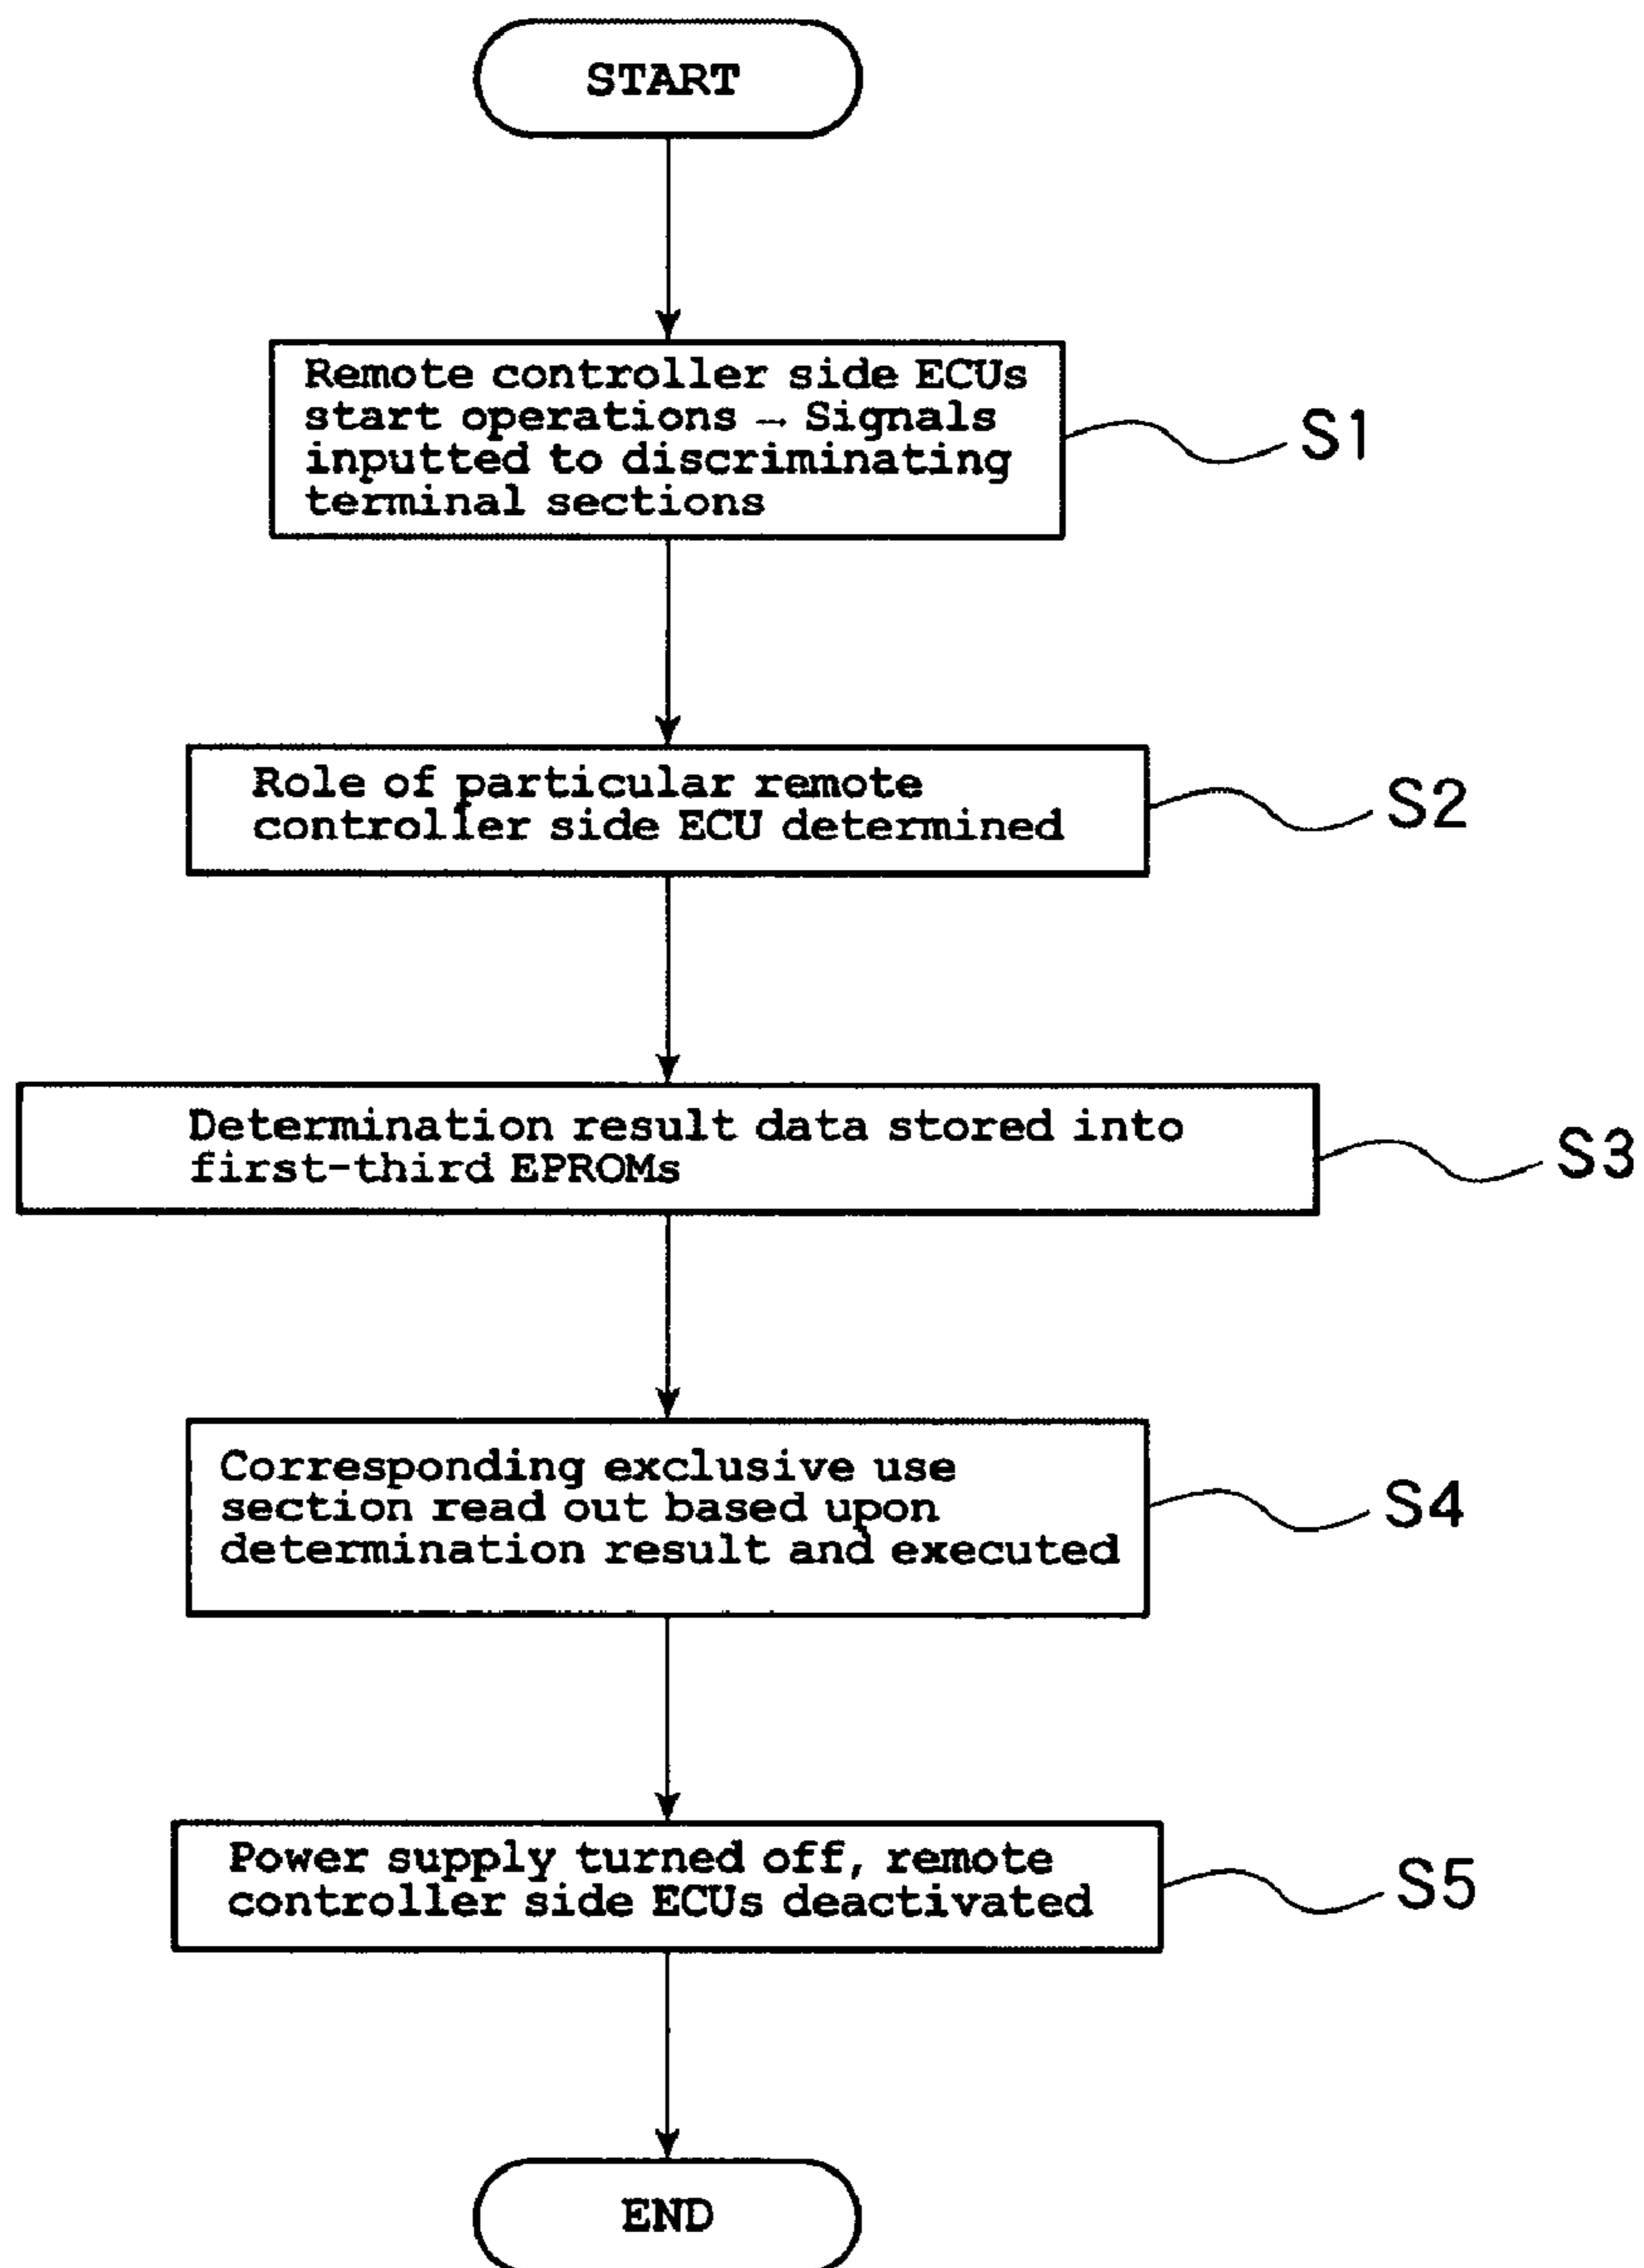 START
Remote controller side ECUs
start operations → Signals
inputted to discriminating
terminal sections
S1
Role of particular remote
controller side ECU determined
S2
Determination result data stored into
first-third EPROMs
S3
Corresponding exclusive use
section read out based upon
determination result and executed
S4
Power supply turned off, remote
controller side ECUs deactivated
S5
END